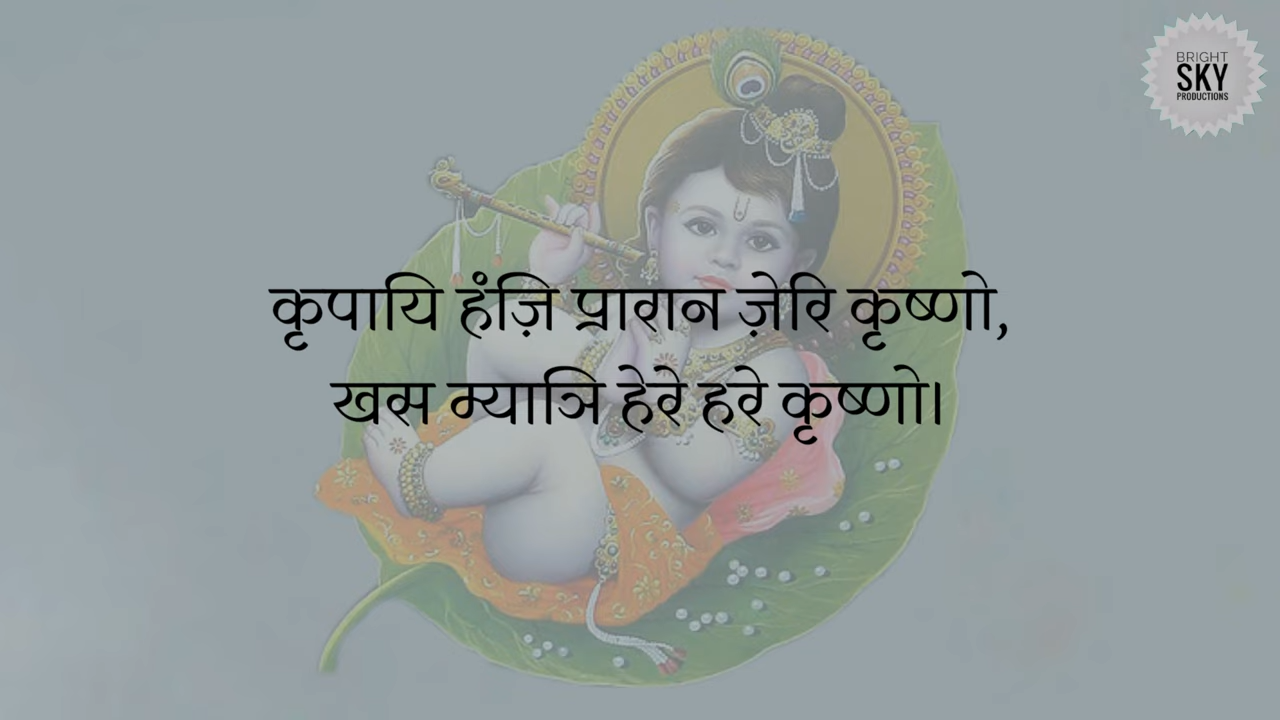 BRIGHT
SKY
PRODUCTIONS
कृपायि हंज़ि प्रारान ज़ेरि कृष्णो,
खस म्याञि हेरे हरे कृष्णो।